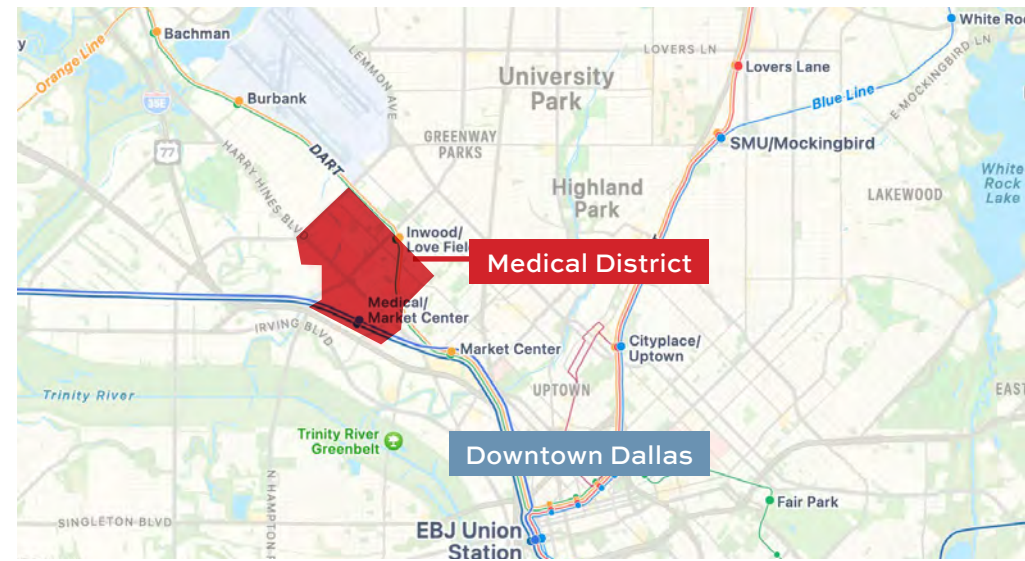 y
Bachman
Orange Line
White Roc
LOVERS LN
LEMMON AVE
Lovers Lane
E MOCKINGBIRD LN
University
Park
Burbank
35E
Blue Line
77
GREENWAY
PARKS
SMU/Mockingbird
HARRY HINES BLVD
DART
White
Rock
Lake
Highland
Park
LAKEWOOD
Inwood/
Love Fiel
Medical District
Medical/
Market Center
IRVING BLVD
Market Center
Cityplace/
Uptown
UPTOWN
EAST
Trinity River
Trinity River
Greenbelt
Downtown Dallas
N HAMPTON R
Fair Park
SINGLETON BLVD
EBJ Union
Station